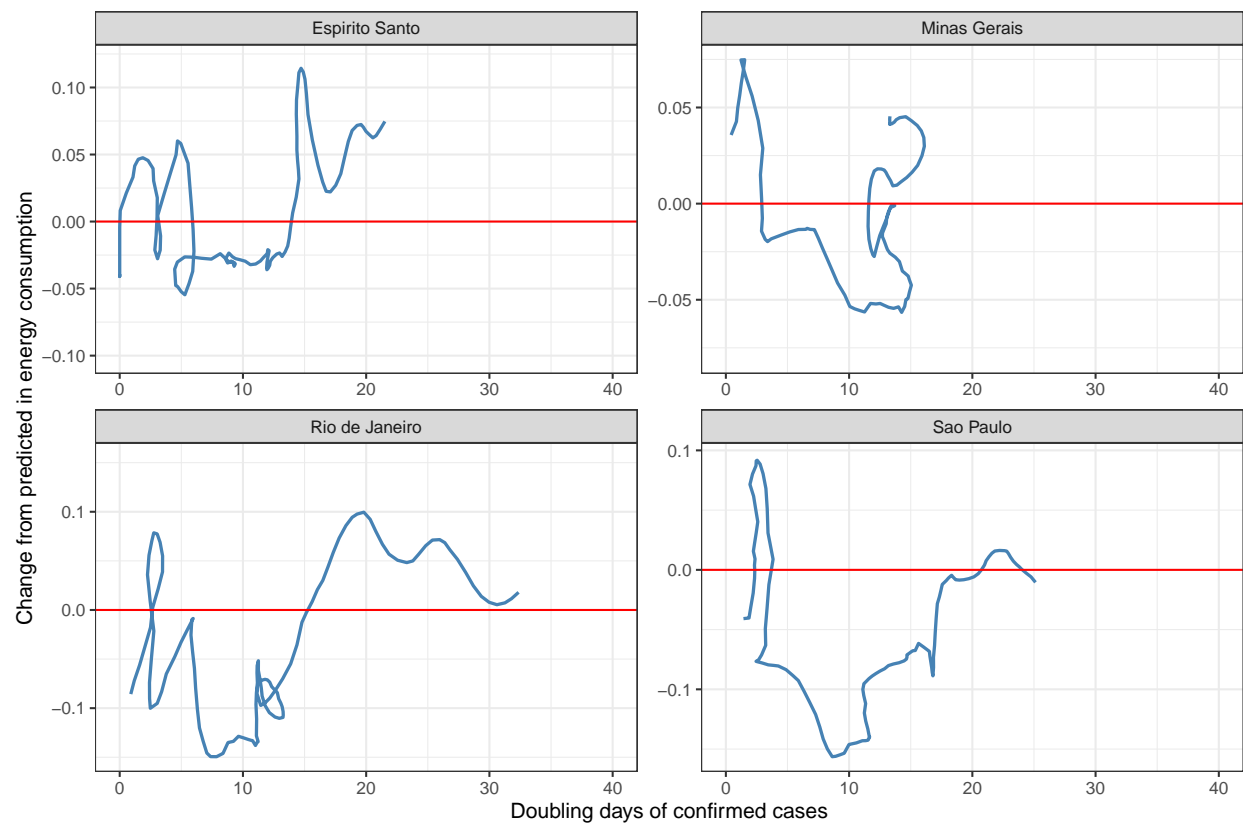 Espirito Santo
Minas Gerais
0.10
0.05
0.00
−0.05
−0.10
0.05
0.00
−0.05
0 10 20 30 40
0 10 20 30 40
Rio de Janeiro
Sao Paulo
0.1
0.0
−0.1
0.1
0.0
−0.1
0 10 20 30 40
0 10 20 30 40
Doubling days of confirmed cases
Change from predicted in energy consumption